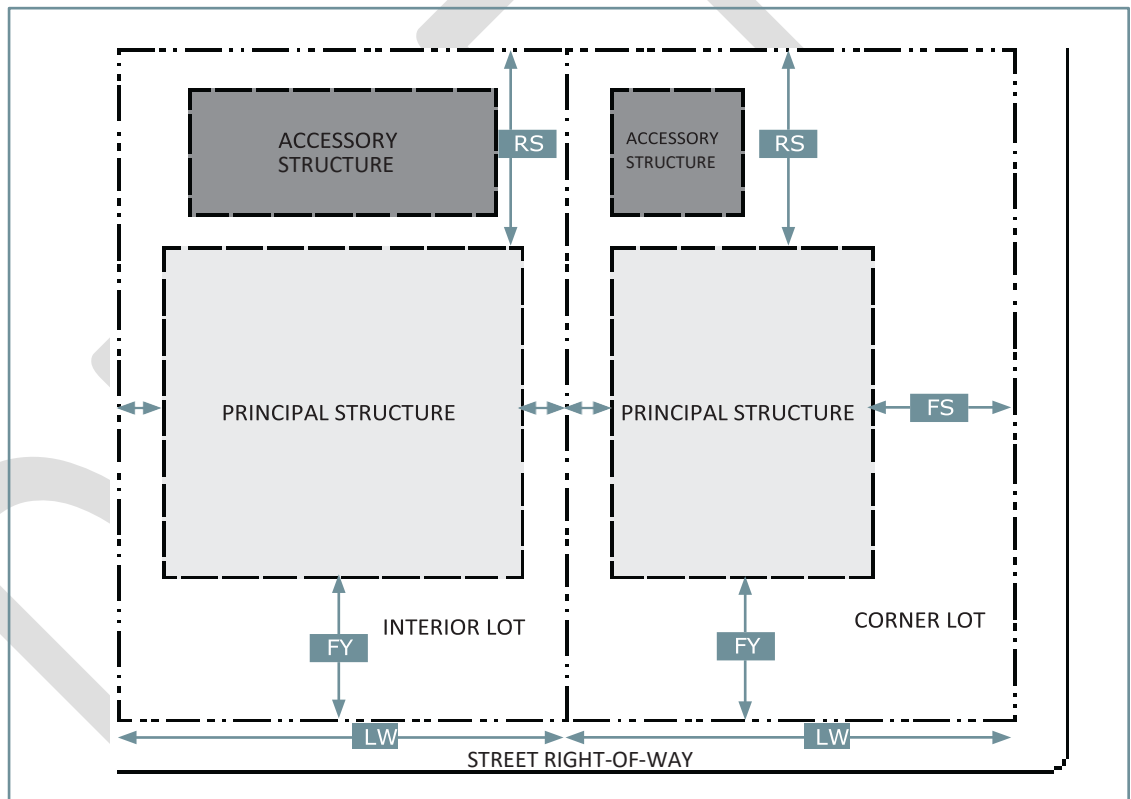 ACCESSORY
STRUCTURE
RS
ACCESSORY
STRUCTURE
RS
PRINCIPAL STRUCTURE
PRINCIPAL STRUCTURE
FS
INTERIOR LOT
CORNER LOT
FY
FY
LW
LW
STREET RIGHT-OF-WAY